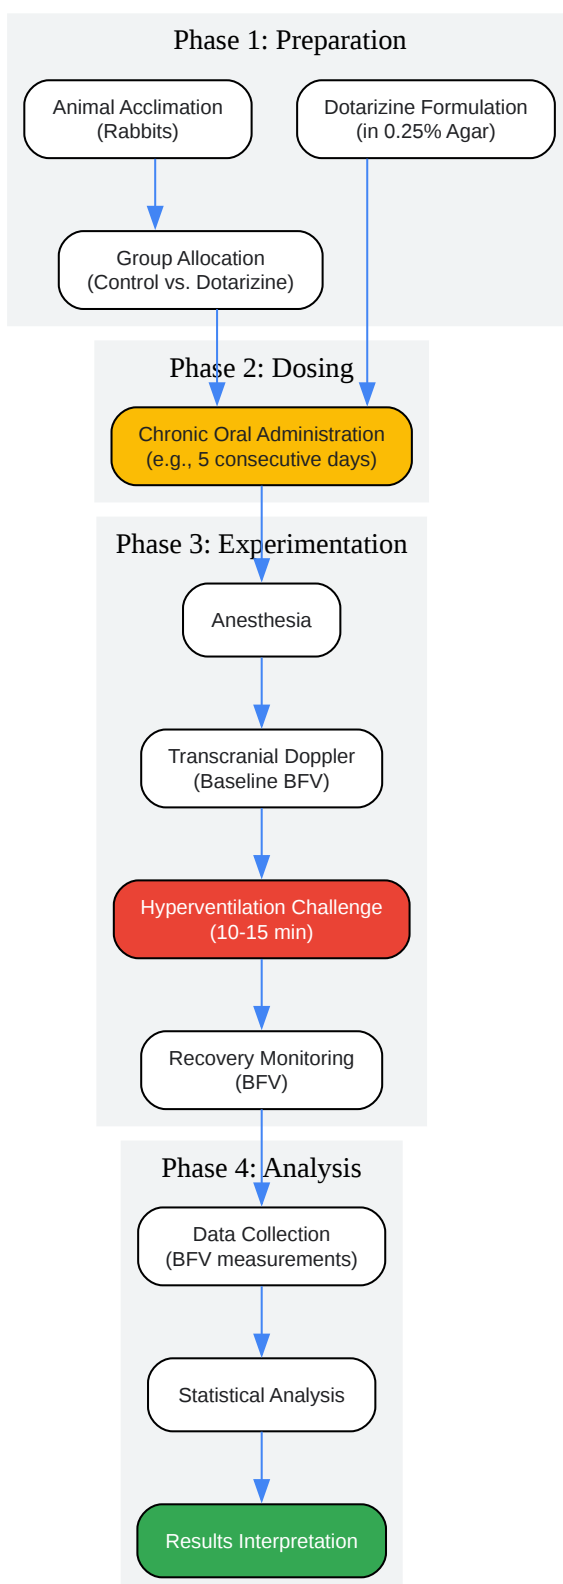 Phase 1: Preparation
Animal Acclimation
(Rabbits)
Dotarizine Formulation
(in 0.25% Agar)
Group Allocation
(Control vs. Dotarizine)
Phase 2: Dosing
Chronic Oral Administration
(e.g., 5 consecutive days)
Phase 3: Experimentation
Anesthesia
Transcranial Doppler
(Baseline BFV)
Hyperventilation Challenge
(10-15 min)
Recovery Monitoring
(BFV)
Phase 4: Analysis
Data Collection
(BFV measurements)
Statistical Analysis
Results Interpretation